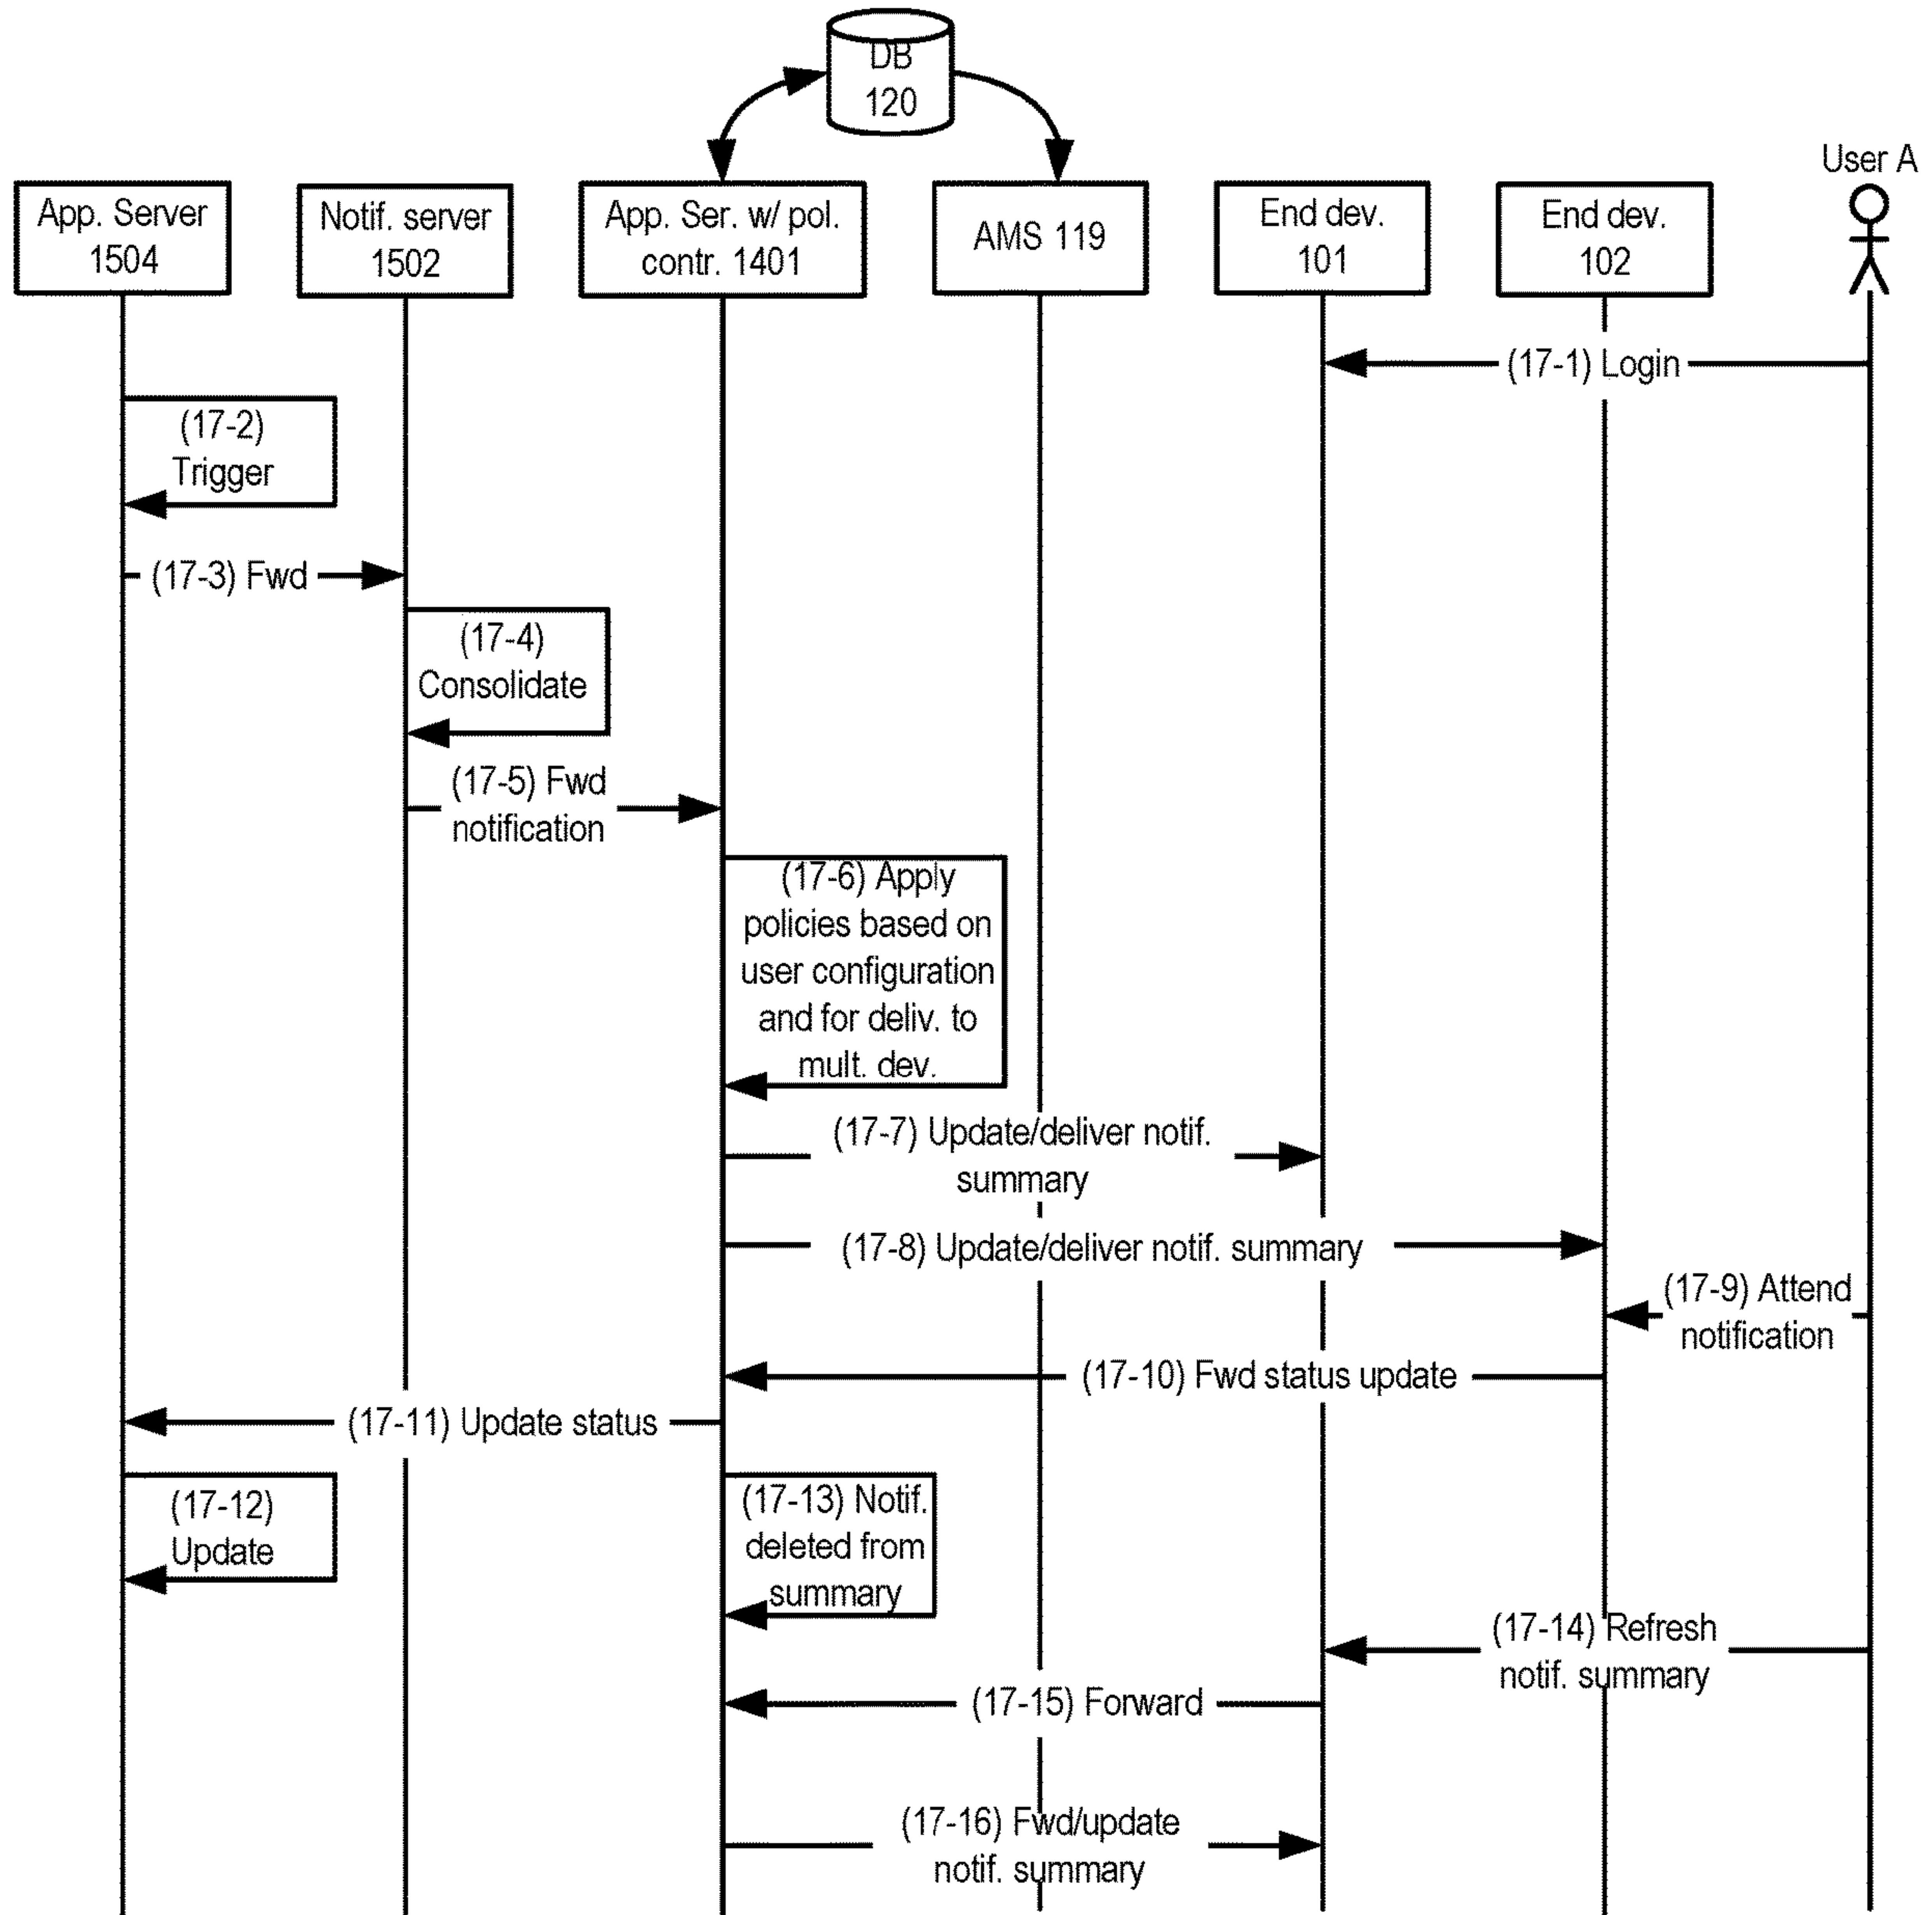 DB
120
User A
App. Server
1504
Notif. server
1502
App. Ser. w/ pol.
contr. 1401
AMS 119
End dev.
101
End dev.
102
(17-1) Login
(17-2)
Trigger
(17-3) Fwd
(17-4)
Consolidate
(17-5) Fwd
notification
(17-6) Apply
policies based on
user configuration
and for deliv. to
mult. dev.
(17-7) Update/deliver notif.
summary
(17-8) Update/deliver notif. summary
(17-9) Attend
notification
(17-10) Fwd status update
(17-11) Update status
(17-12)
Update
(17-13) Notif.
deleted from
summary
(17-14) Refresh
notif. summary
(17-15) Forward
(17-16) Fwd/update
notif. summary